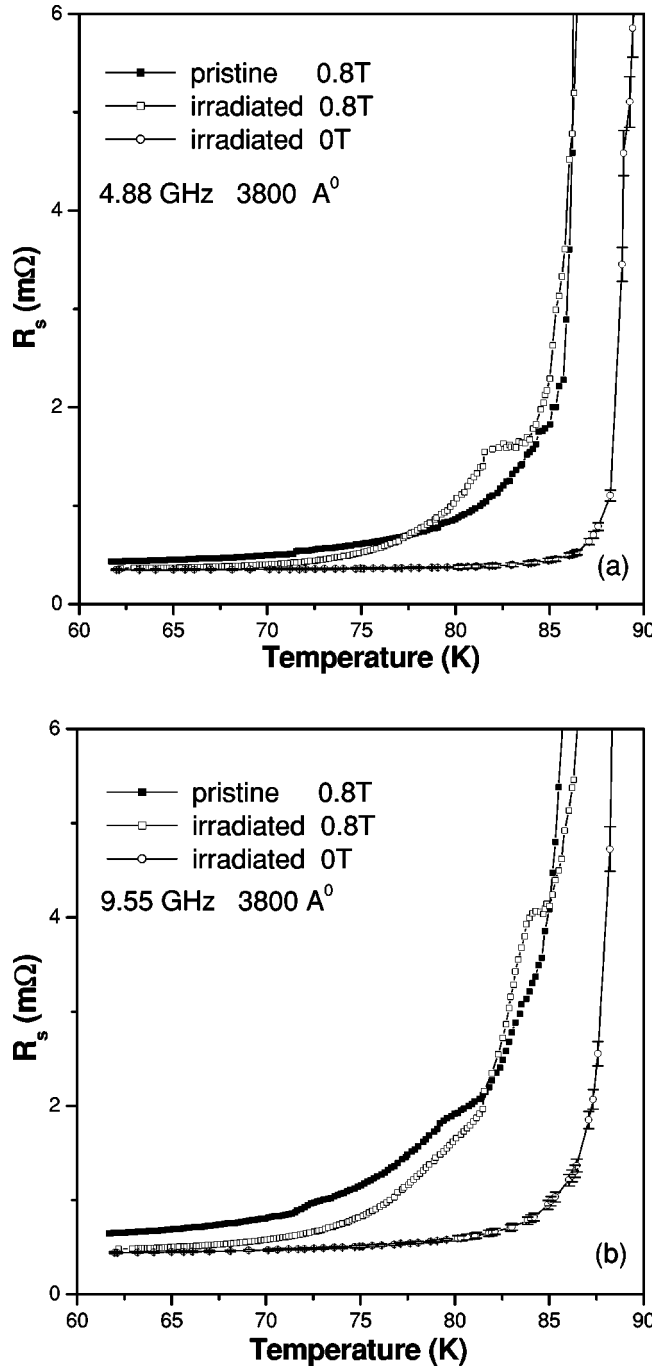 6
4
2
0
R_s (mΩ)
pristine 0.8T
irradiated 0.8T
irradiated 0T
4.88 GHz 3800 A⁰
(a)
60 65 70 75 80 85 90
Temperature (K)
6
4
2
0
R_s (mΩ)
pristine 0.8T
irradiated 0.8T
irradiated 0T
9.55 GHz 3800 A⁰
(b)
60 65 70 75 80 85 90
Temperature (K)